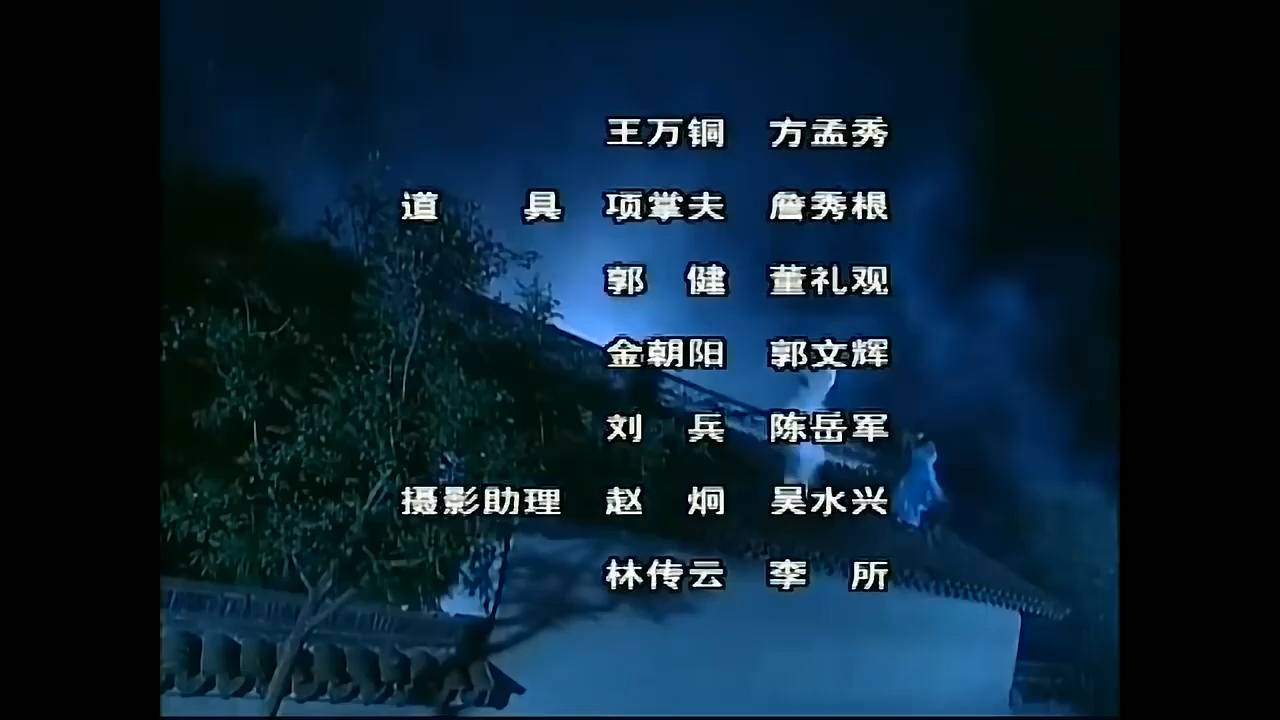 王万铜 方孟秀
道 具 项掌夫 詹秀根
郭 健 董礼观
金朝阳 郭文辉
刘 兵 陈岳军
摄影助理 赵 炯 吴水兴
林传云 李 所